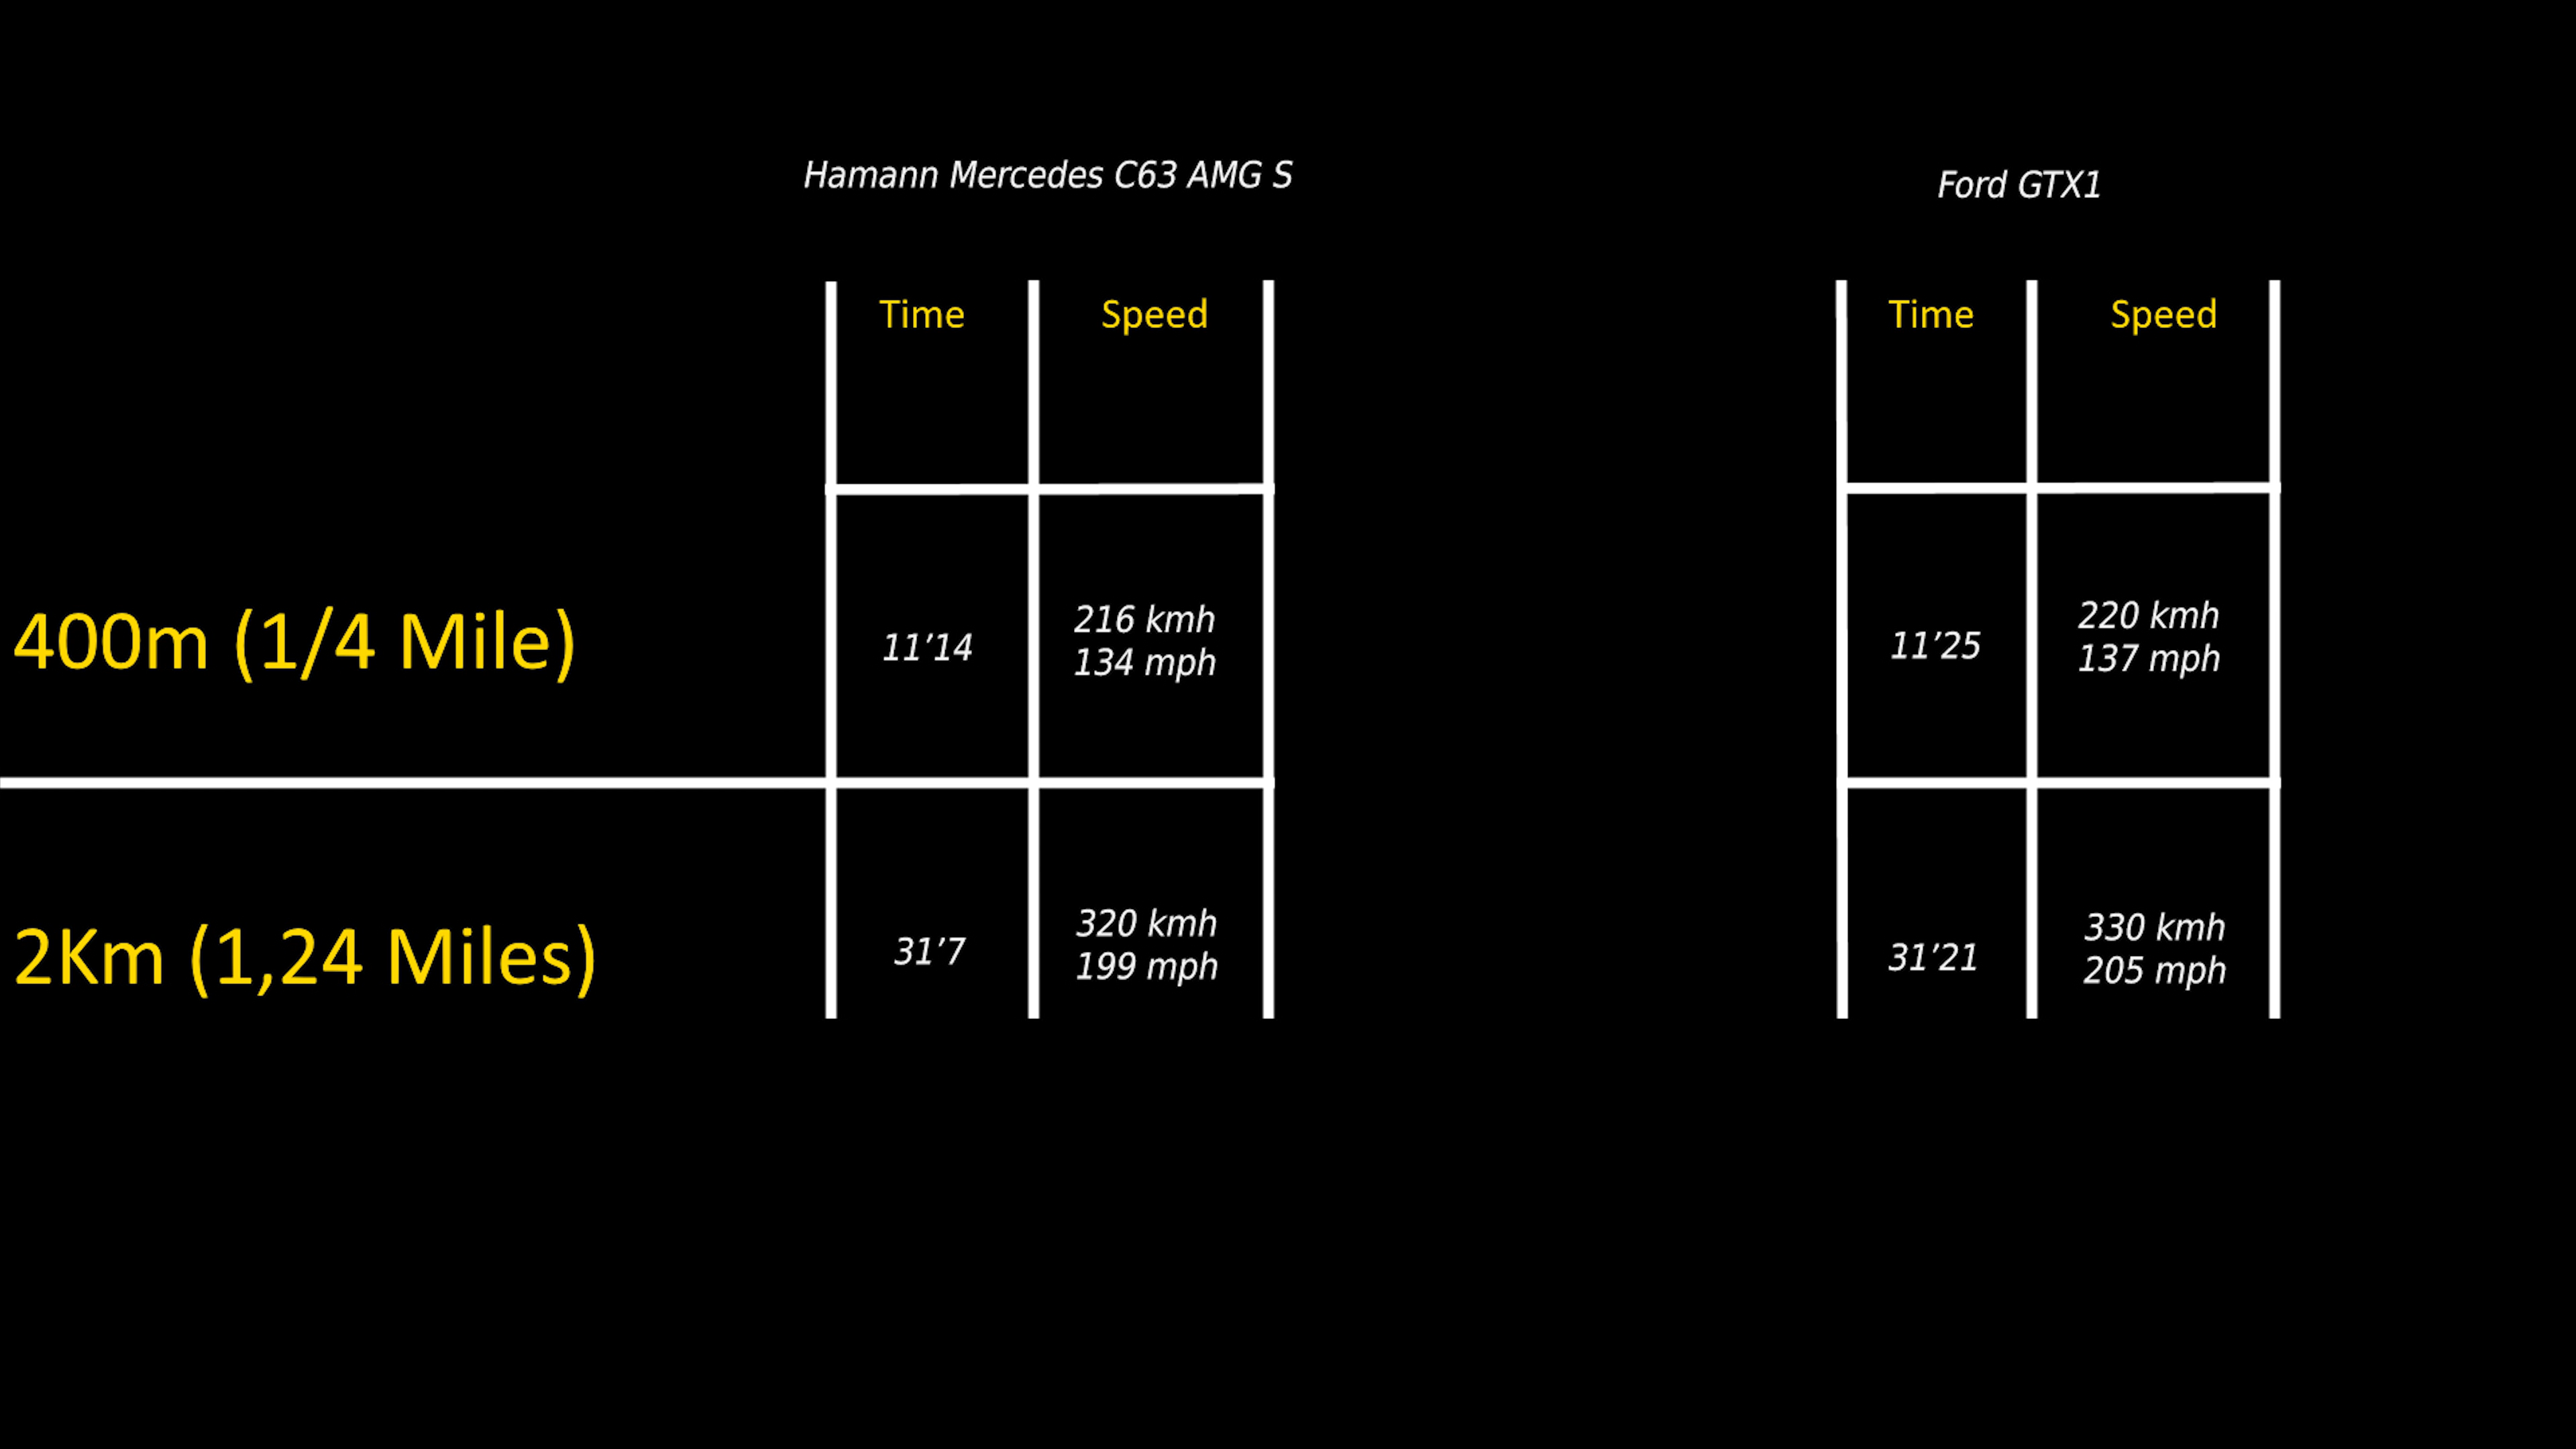 Hamann Mercedes C63 AMG S
Ford GTX1
Time
Speed
Time
Speed
400m (1/4 Mile)
11’14
216 kmh
134 mph
11’25
220 kmh
137 mph
2Km (1,24 Miles)
31’7
320 kmh
199 mph
31’21
330 kmh
205 mph